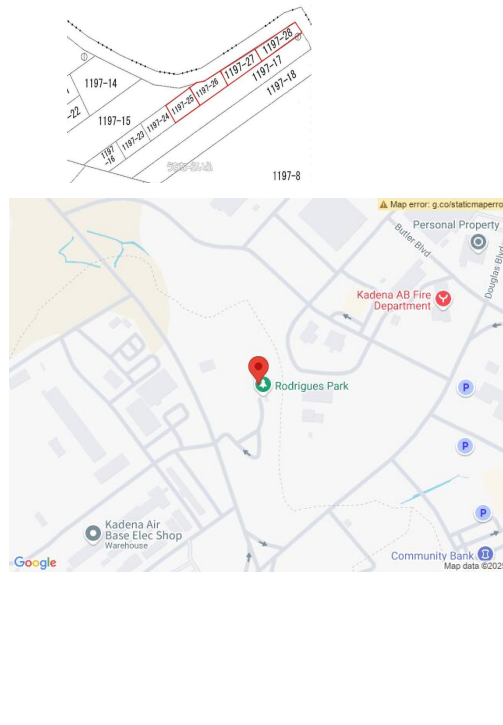 1197-28
1197-27
1197-17
1197-26
1197-18
1197-14
1197-25
1197-24
-22
1197-15
1197-23
1197
-16
1197-8
Map error: g.co/staticmaperro
Personal Property
Butler Blvd
Douglas Blvd
Kadena AB Fire
Department
Rodrigues Park
P
P
P
Kadena Air
Base Elec Shop
Warehouse
Community Bank
Google
Map data ©2025